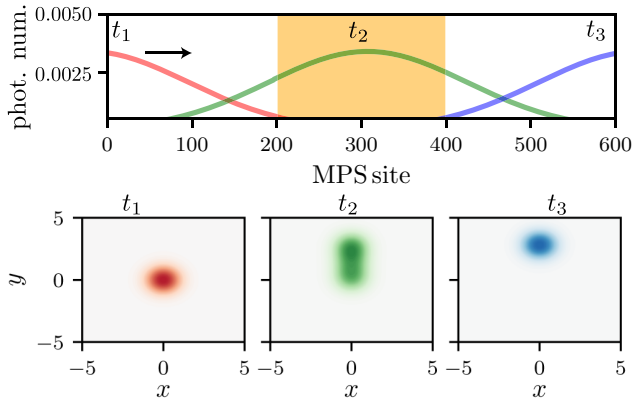 phot. num.
0.0050
0.0025
t₁
t₂
t₃
0 100 200 300 400 500 600
MPS site
t₁ t₂ t₃
y
5
0
−5
−5 0 5 −5 0 5 −5 0 5
x x x